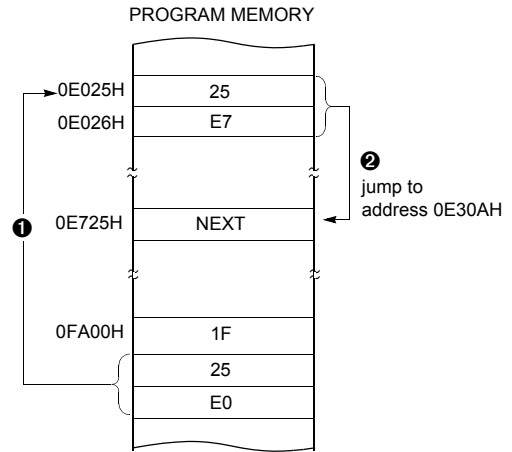 PROGRAM MEMORY
0E025H 25
0E026H E7
❷
jump to
address 0E30AH
❶ 0E725H NEXT
0FA00H 1F
25
E0